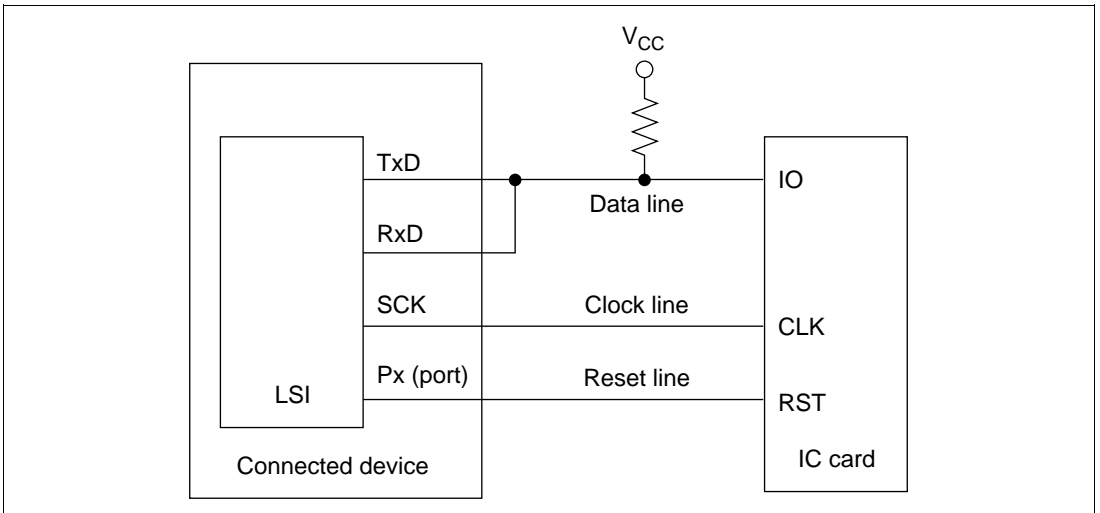 VCC
TxD
IO
Data line
RxD
SCK
Clock line
CLK
Px (port)
Reset line
LSI
RST
Connected device
IC card